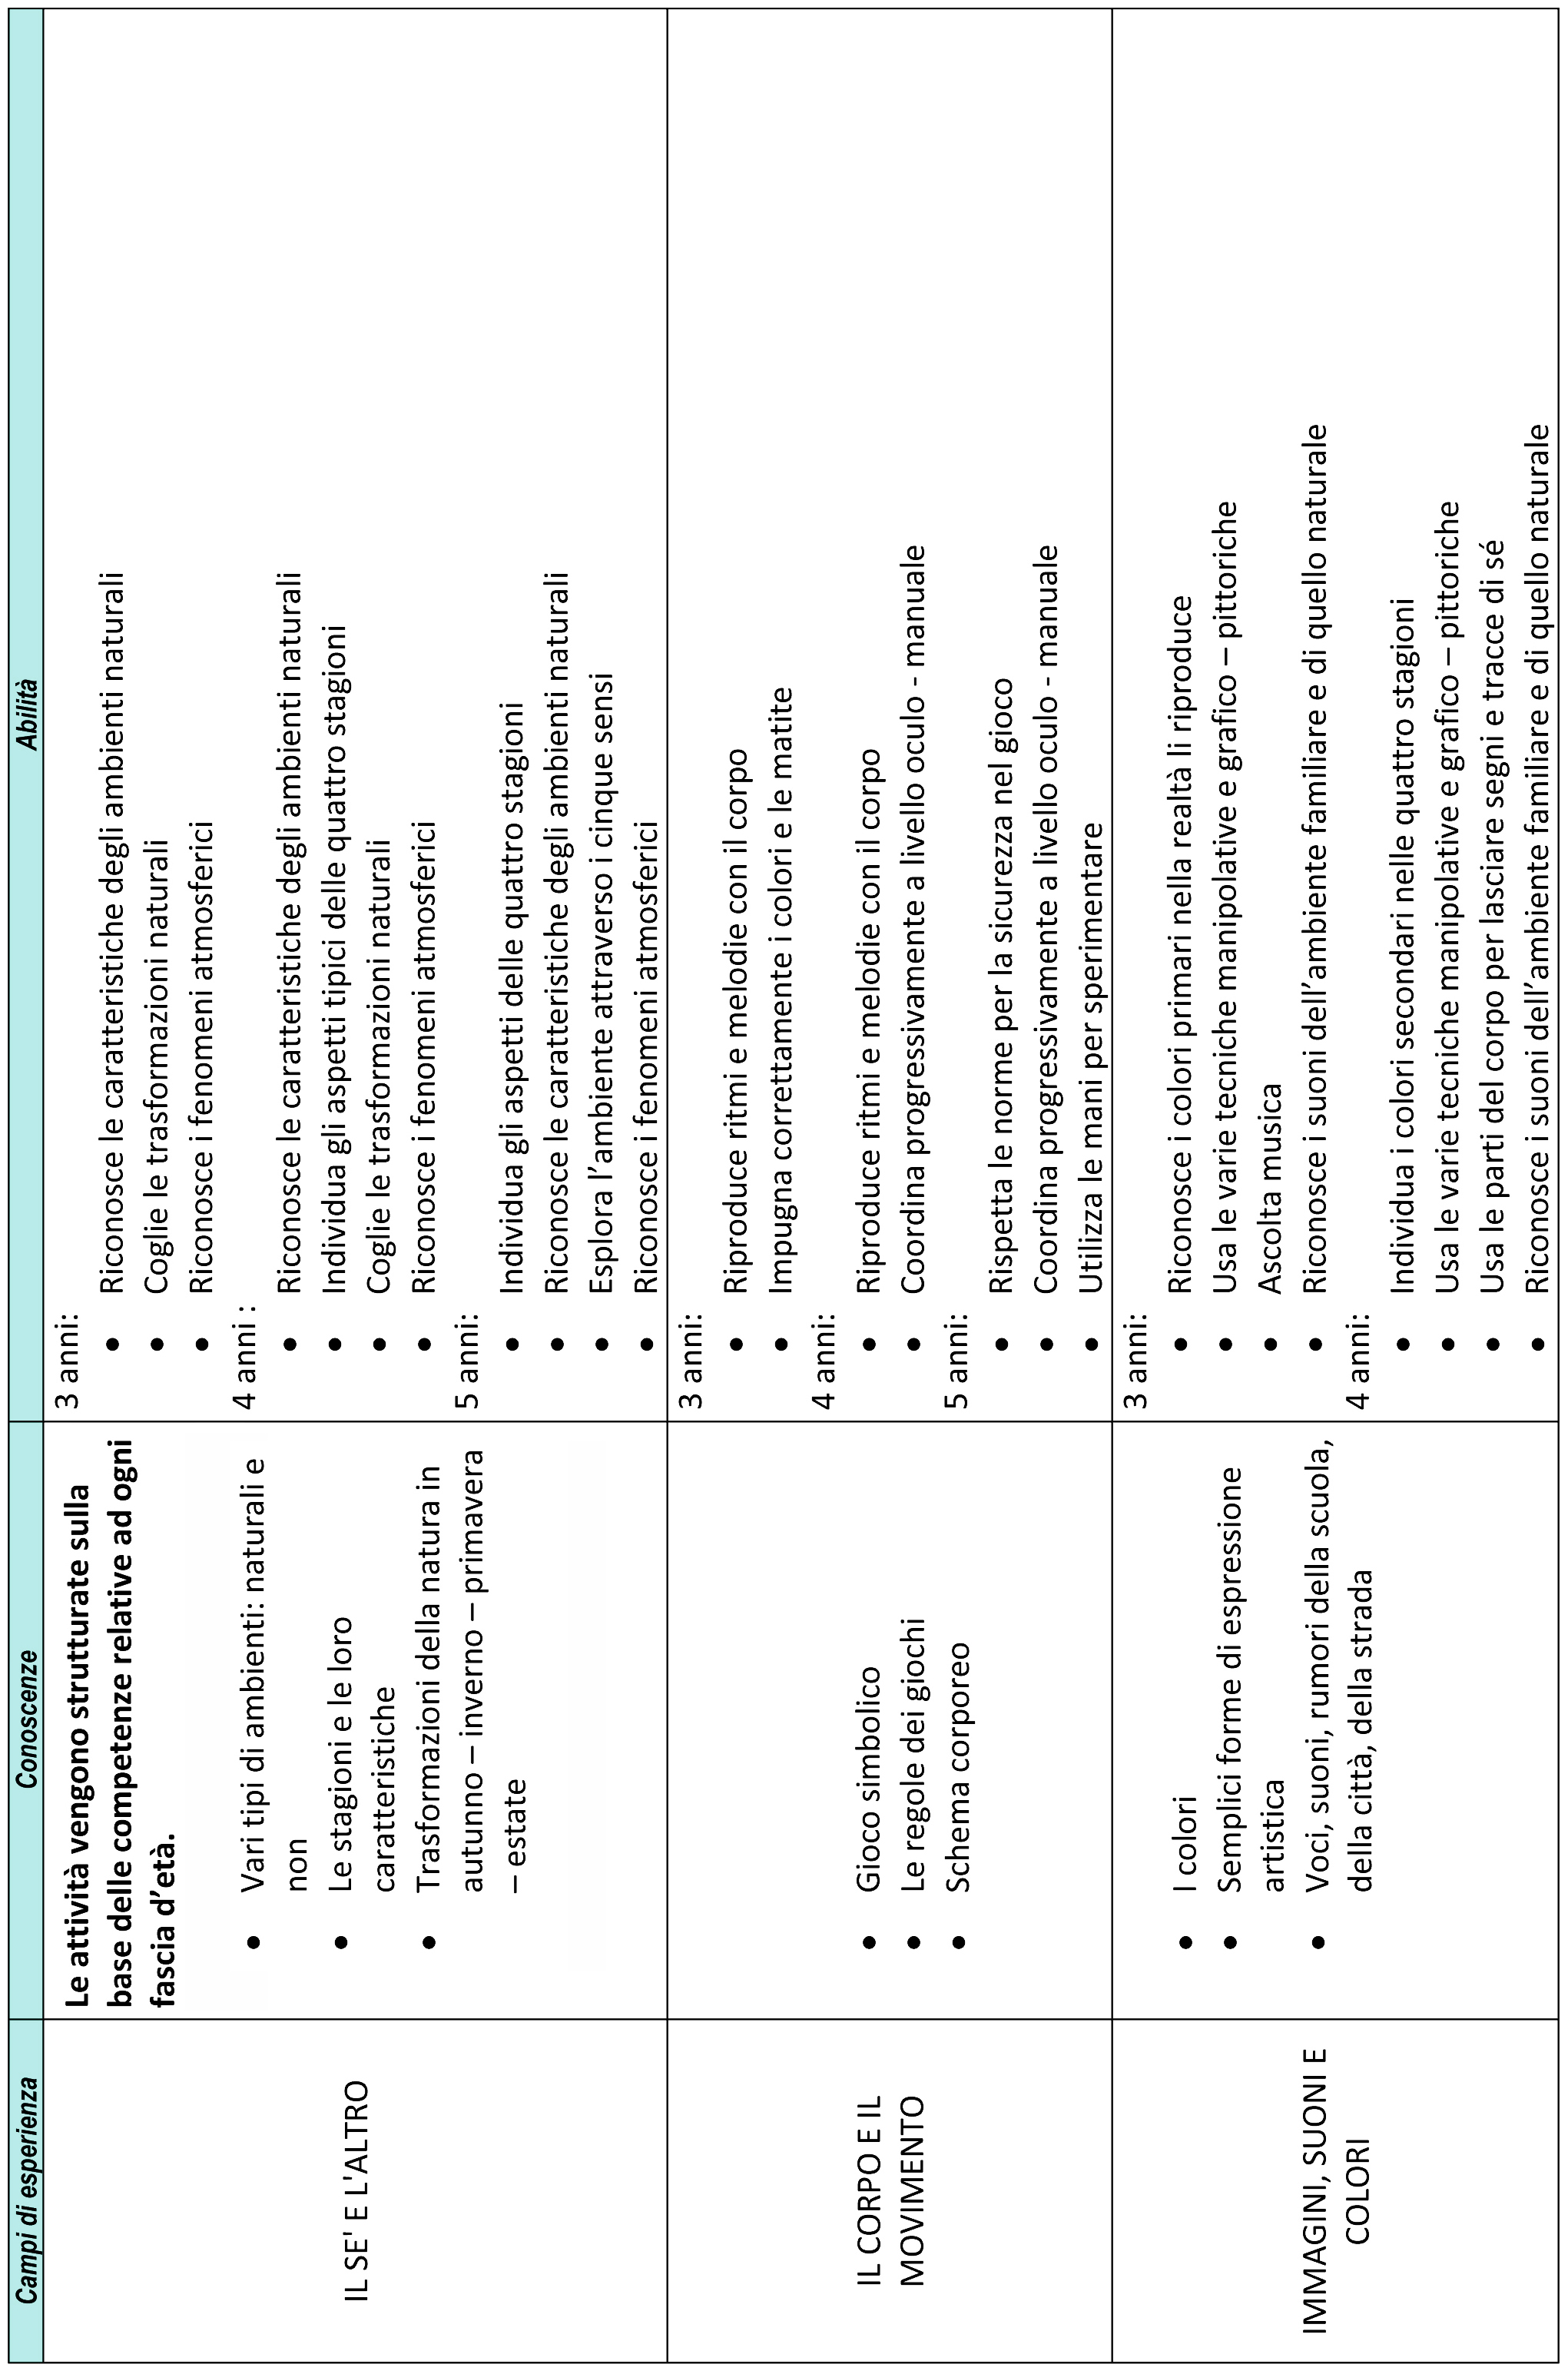 Campi di esperienza
Conoscenze
Abilità
IL SE' E L'ALTRO
Le attività vengono strutturate sulla
base delle competenze relative ad ogni
fascia d'età.
• Vari tipi di ambienti: naturali e
non
• Le stagioni e le loro
caratteristiche
• Trasformazioni della natura in
autunno – inverno – primavera
– estate
3 anni:
• Riconosce le caratteristiche degli ambienti naturali
• Coglie le trasformazioni naturali
• Riconosce i fenomeni atmosferici
4 anni :
• Riconosce le caratteristiche degli ambienti naturali
• Individua gli aspetti tipici delle quattro stagioni
• Coglie le trasformazioni naturali
• Riconosce i fenomeni atmosferici
5 anni:
• Individua gli aspetti delle quattro stagioni
• Riconosce le caratteristiche degli ambienti naturali
• Esplora l'ambiente attraverso i cinque sensi
• Riconosce i fenomeni atmosferici
IL CORPO E IL
MOVIMENTO
• Gioco simbolico
• Le regole dei giochi
• Schema corporeo
3 anni:
• Riproduce ritmi e melodie con il corpo
• Impugna correttamente i colori e le matite
4 anni:
• Riproduce ritmi e melodie con il corpo
• Coordina progressivamente a livello oculo - manuale
5 anni:
• Rispetta le norme per la sicurezza nel gioco
• Coordina progressivamente a livello oculo - manuale
• Utilizza le mani per sperimentare
IMMAGINI, SUONI E
COLORI
• I colori
• Semplici forme di espressione
artistica
• Voci, suoni, rumori della scuola,
della città, della strada
3 anni:
• Riconosce i colori primari nella realtà li riproduce
• Usa le varie tecniche manipolative e grafico – pittoriche
• Ascolta musica
• Riconosce i suoni dell'ambiente familiare e di quello naturale
4 anni:
• Individua i colori secondari nelle quattro stagioni
• Usa le varie tecniche manipolative e grafico – pittoriche
• Usa le parti del corpo per lasciare segni e tracce di sé
• Riconosce i suoni dell'ambiente familiare e di quello naturale